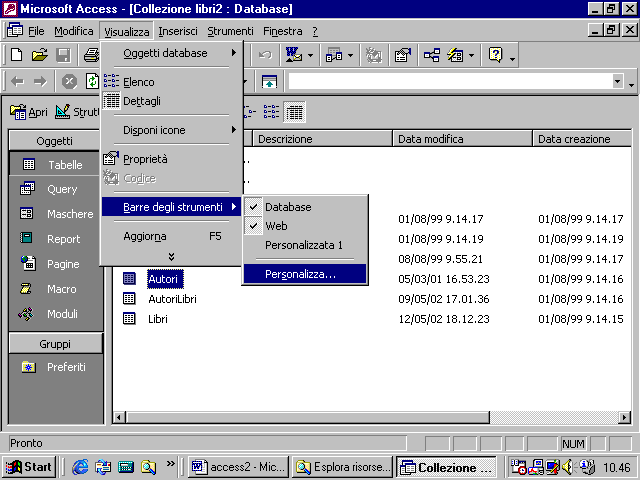 Microsoft Access - [Collezione libri2 : Database]
File Modifica Visualizza Inserisci Strumenti Finestra ?
Oggetti database
Elenco
Dettagli
Disponi icone
Proprietà
Codice
Barre degli strumenti
Aggiorna F5
Database
Web
Personalizzata 1
Personalizza...
Apri
Oggetti
Tabelle
Query
Maschere
Report
Pagine
Macro
Moduli
Gruppi
Preferiti
Descrizione Data modifica Data creazione
01/08/99 9.14.17 01/08/99 9.14.17
01/08/99 9.14.19 01/08/99 9.14.19
08/08/99 9.55.21 01/08/99 9.14.17
Autori 05/03/01 16.53.23 01/08/99 9.14.16
AutoriLibri 09/05/02 17.01.36 01/08/99 9.14.16
Libri 12/05/02 18.12.23 01/08/99 9.14.15
Pronto NUM
Start » access2 - Mic... Esplora risorse... Collezione ... 10.46